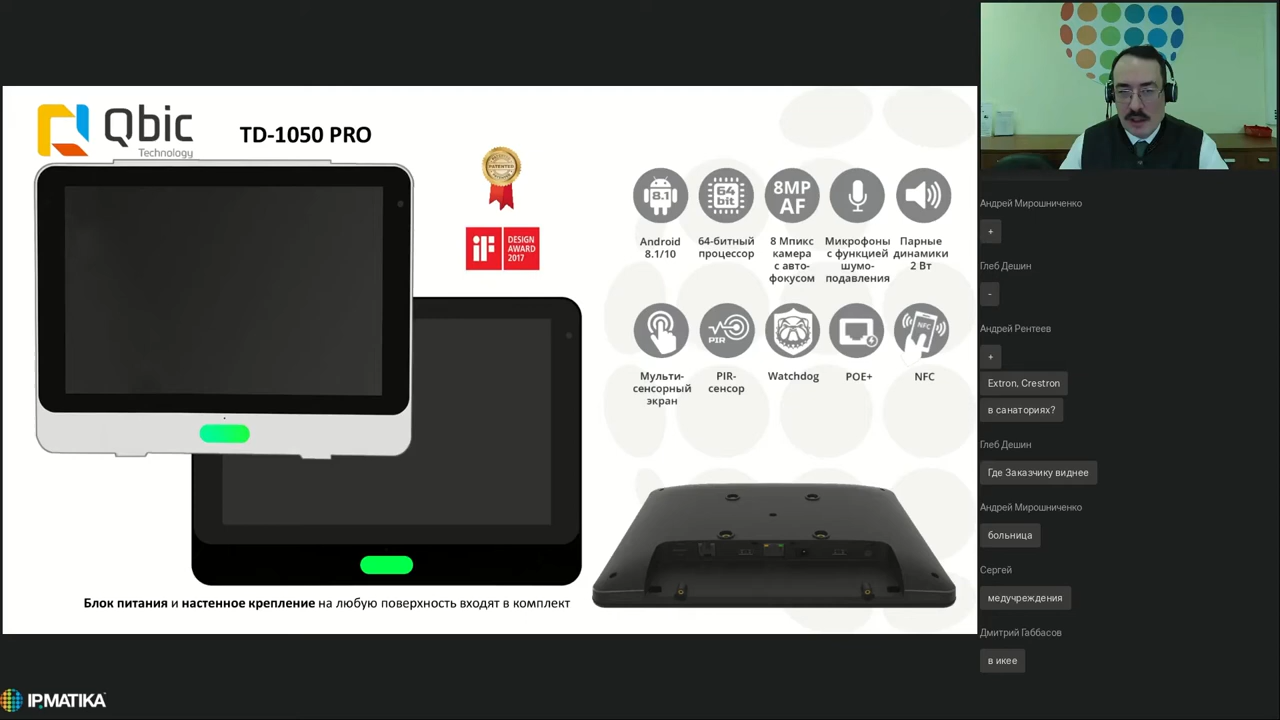 Qbic
Technology
TD-1050 PRO
PATENTED
iF
DESIGN
AWARD
2017
8.1
64
bit
8MP
AF
Android
8.1/10
64-битный
процессор
8 Мпикс
камера
с авто-
фокусом
Микрофоны
с функцией
шумо-
подавления
Парные
динамики
2 Вт
PIR
NFC
Мульти-
сенсорный
экран
PIR-
сенсор
Watchdog
POE+
NFC
Блок питания и настенное крепление на любую поверхность входят в комплект
IPMATIKA
Андрей Мирошниченко
+
Глеб Дешин
-
Андрей Рентеев
+
Extron, Crestron
в санаториях?
Глеб Дешин
Где Заказчику виднее
Андрей Мирошниченко
больница
Сергей
медучреждения
Дмитрий Габбасов
в икее